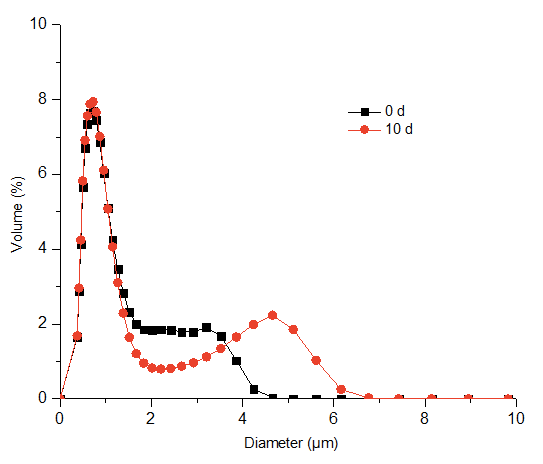 10
8
6
4
2
0
Volume (%)
0 d
10 d
0 2 4 6 8 10
Diameter (μm)